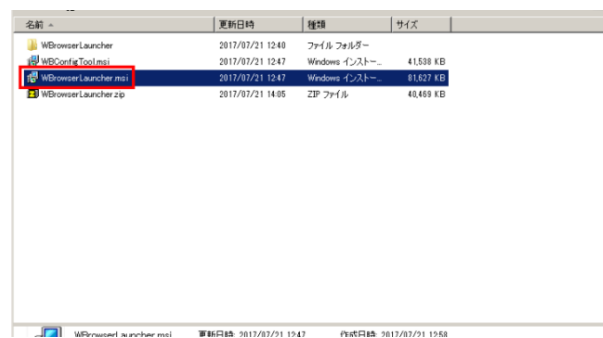 名前 更新日時 種類 サイズ
WBrowserLauncher 2017/07/21 12:40 ファイル フォルダー
WBConfigTool.msi 2017/07/21 12:47 Windows インストー... 41,538 KB
WBrowserLauncher.msi 2017/07/21 12:47 Windows インストー... 81,627 KB
WBrowserLauncher.zip 2017/07/21 14:05 ZIP ファイル 40,469 KB
WBrowserLauncher.msi 更新日時: 2017/07/21 12:47 作成日時: 2017/07/21 12:58